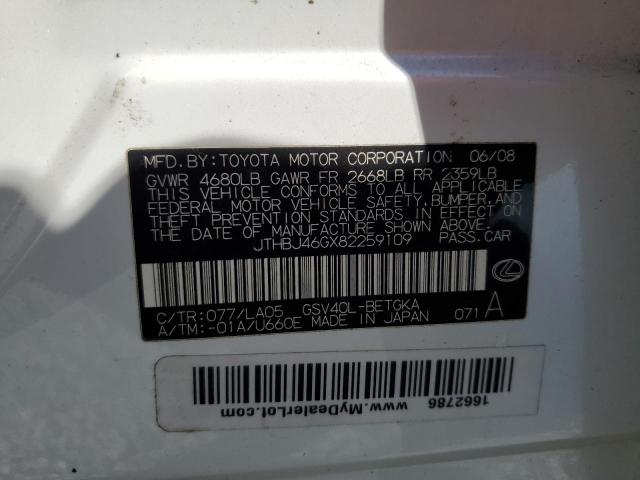 MFD.BY:TOYOTA MOTOR CORPORATION 06/08
GVWR 4680LB GAWR FR 2668LB RR 2359LB
THIS VEHICLE CONFORMS TO ALL APPLICABLE
FEDERAL MOTOR VEHICLE SAFETY,BUMPER,AND
THEFT PREVENTION STANDARDS IN EFFECT ON
THE DATE OF MANUFACTURE SHOWN ABOVE.
JTHBJ46GX82259109 PASS.CAR
C/TR:077/LA05 GSV40L-BETGKA
A/TM:-01A/U660E MADE IN JAPAN 071 A
www.MyDealerLot.com 1662786